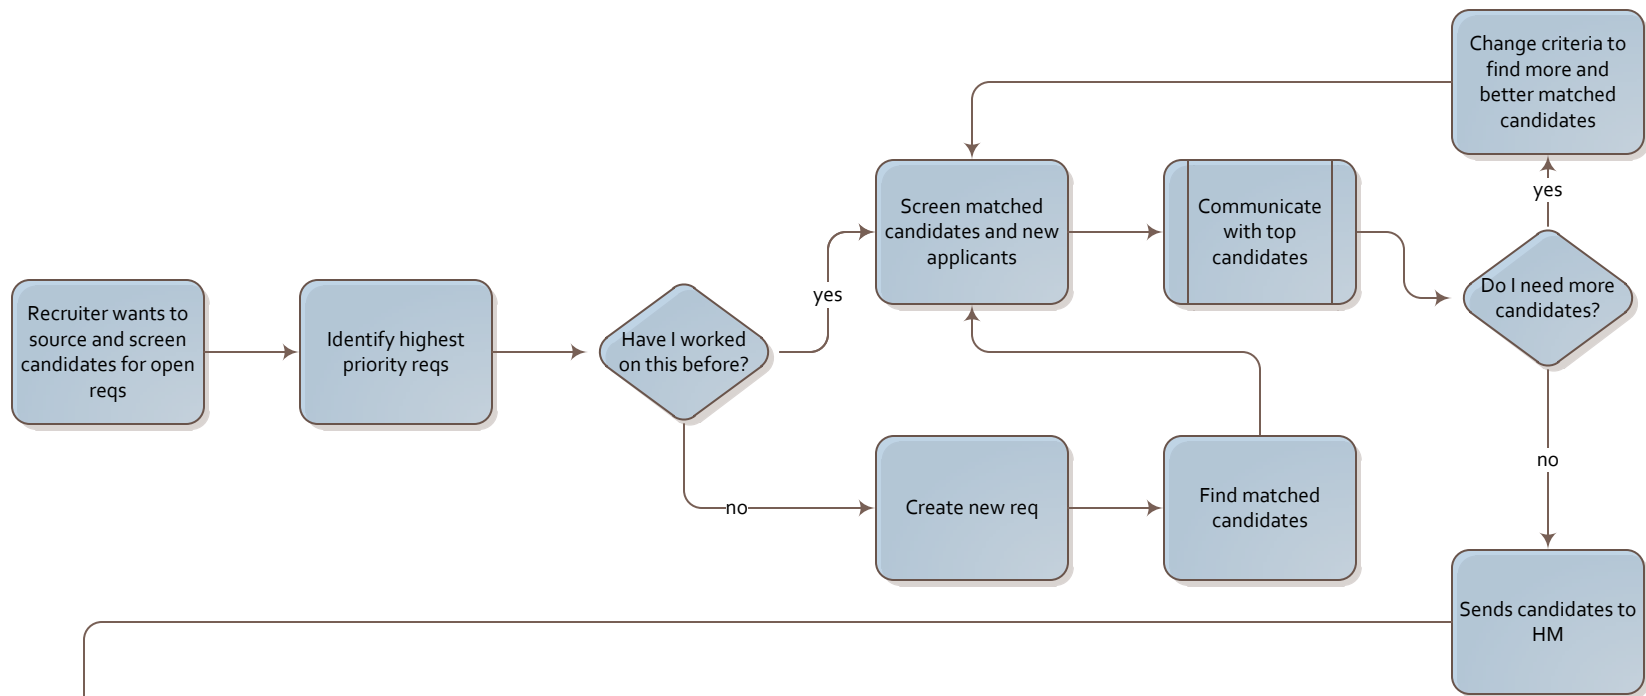 Change criteria to
find more and
better matched
candidates
Screen matched
candidates and new
applicants
Communicate
with top
candidates
yes
Do I need more
candidates?
yes
Recruiter wants to
source and screen
candidates for open
reqs
Identify highest
priority reqs
Have I worked
on this before?
no
no
Create new req
Find matched
candidates
Sends candidates to
HM